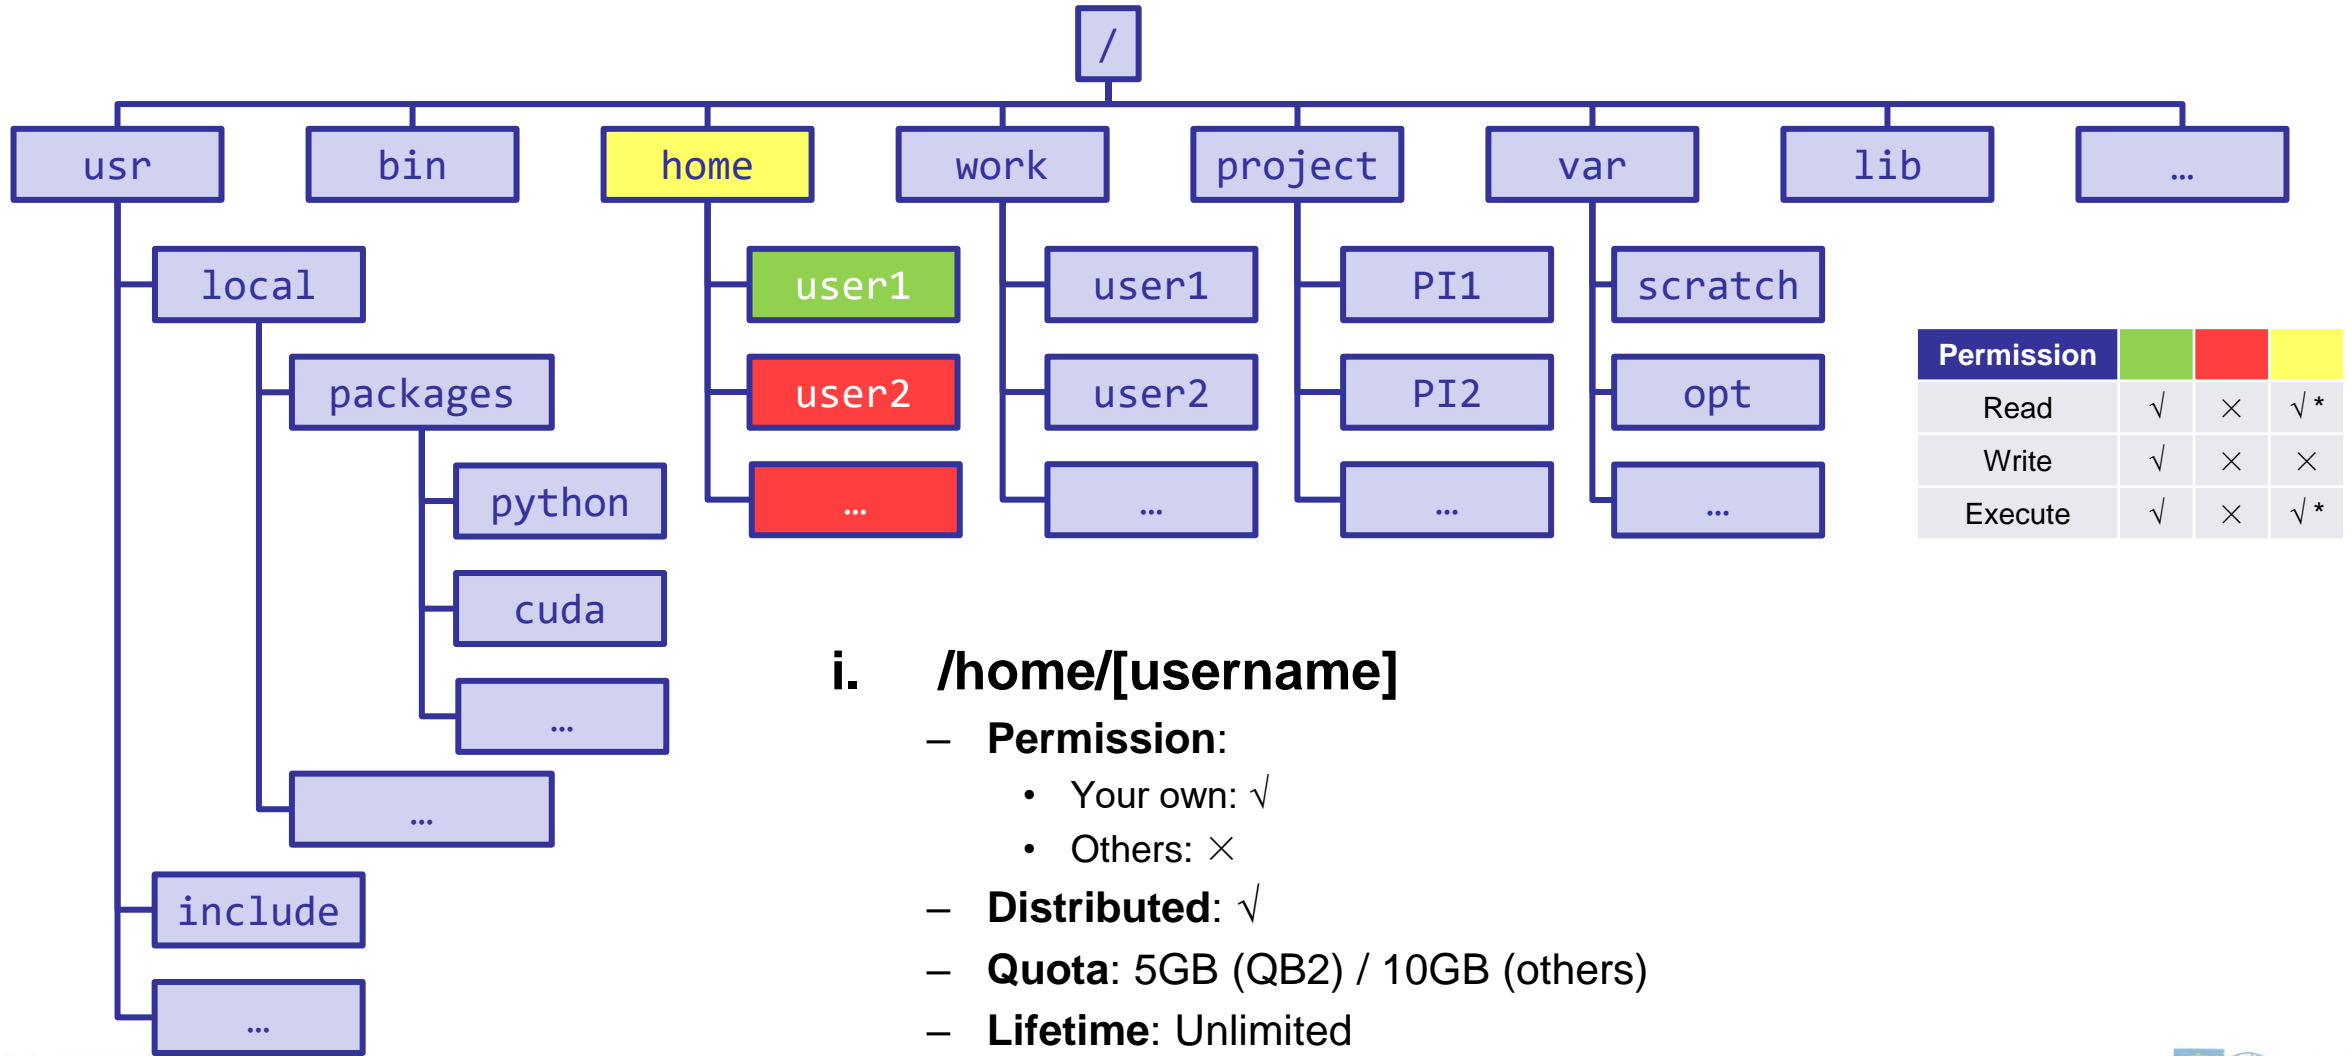 /
usr
bin
home
work
project
var
lib
…
local
user1
user1
PI1
scratch
packages
user2
user2
PI2
opt
python
…
…
…
…
cuda
…
…
include
…
Permission
Read √ × √ *
Write √ × ×
Execute √ × √ *
i. /home/[username]
– Permission:
• Your own: √
• Others: ×
– Distributed: √
– Quota: 5GB (QB2) / 10GB (others)
– Lifetime: Unlimited